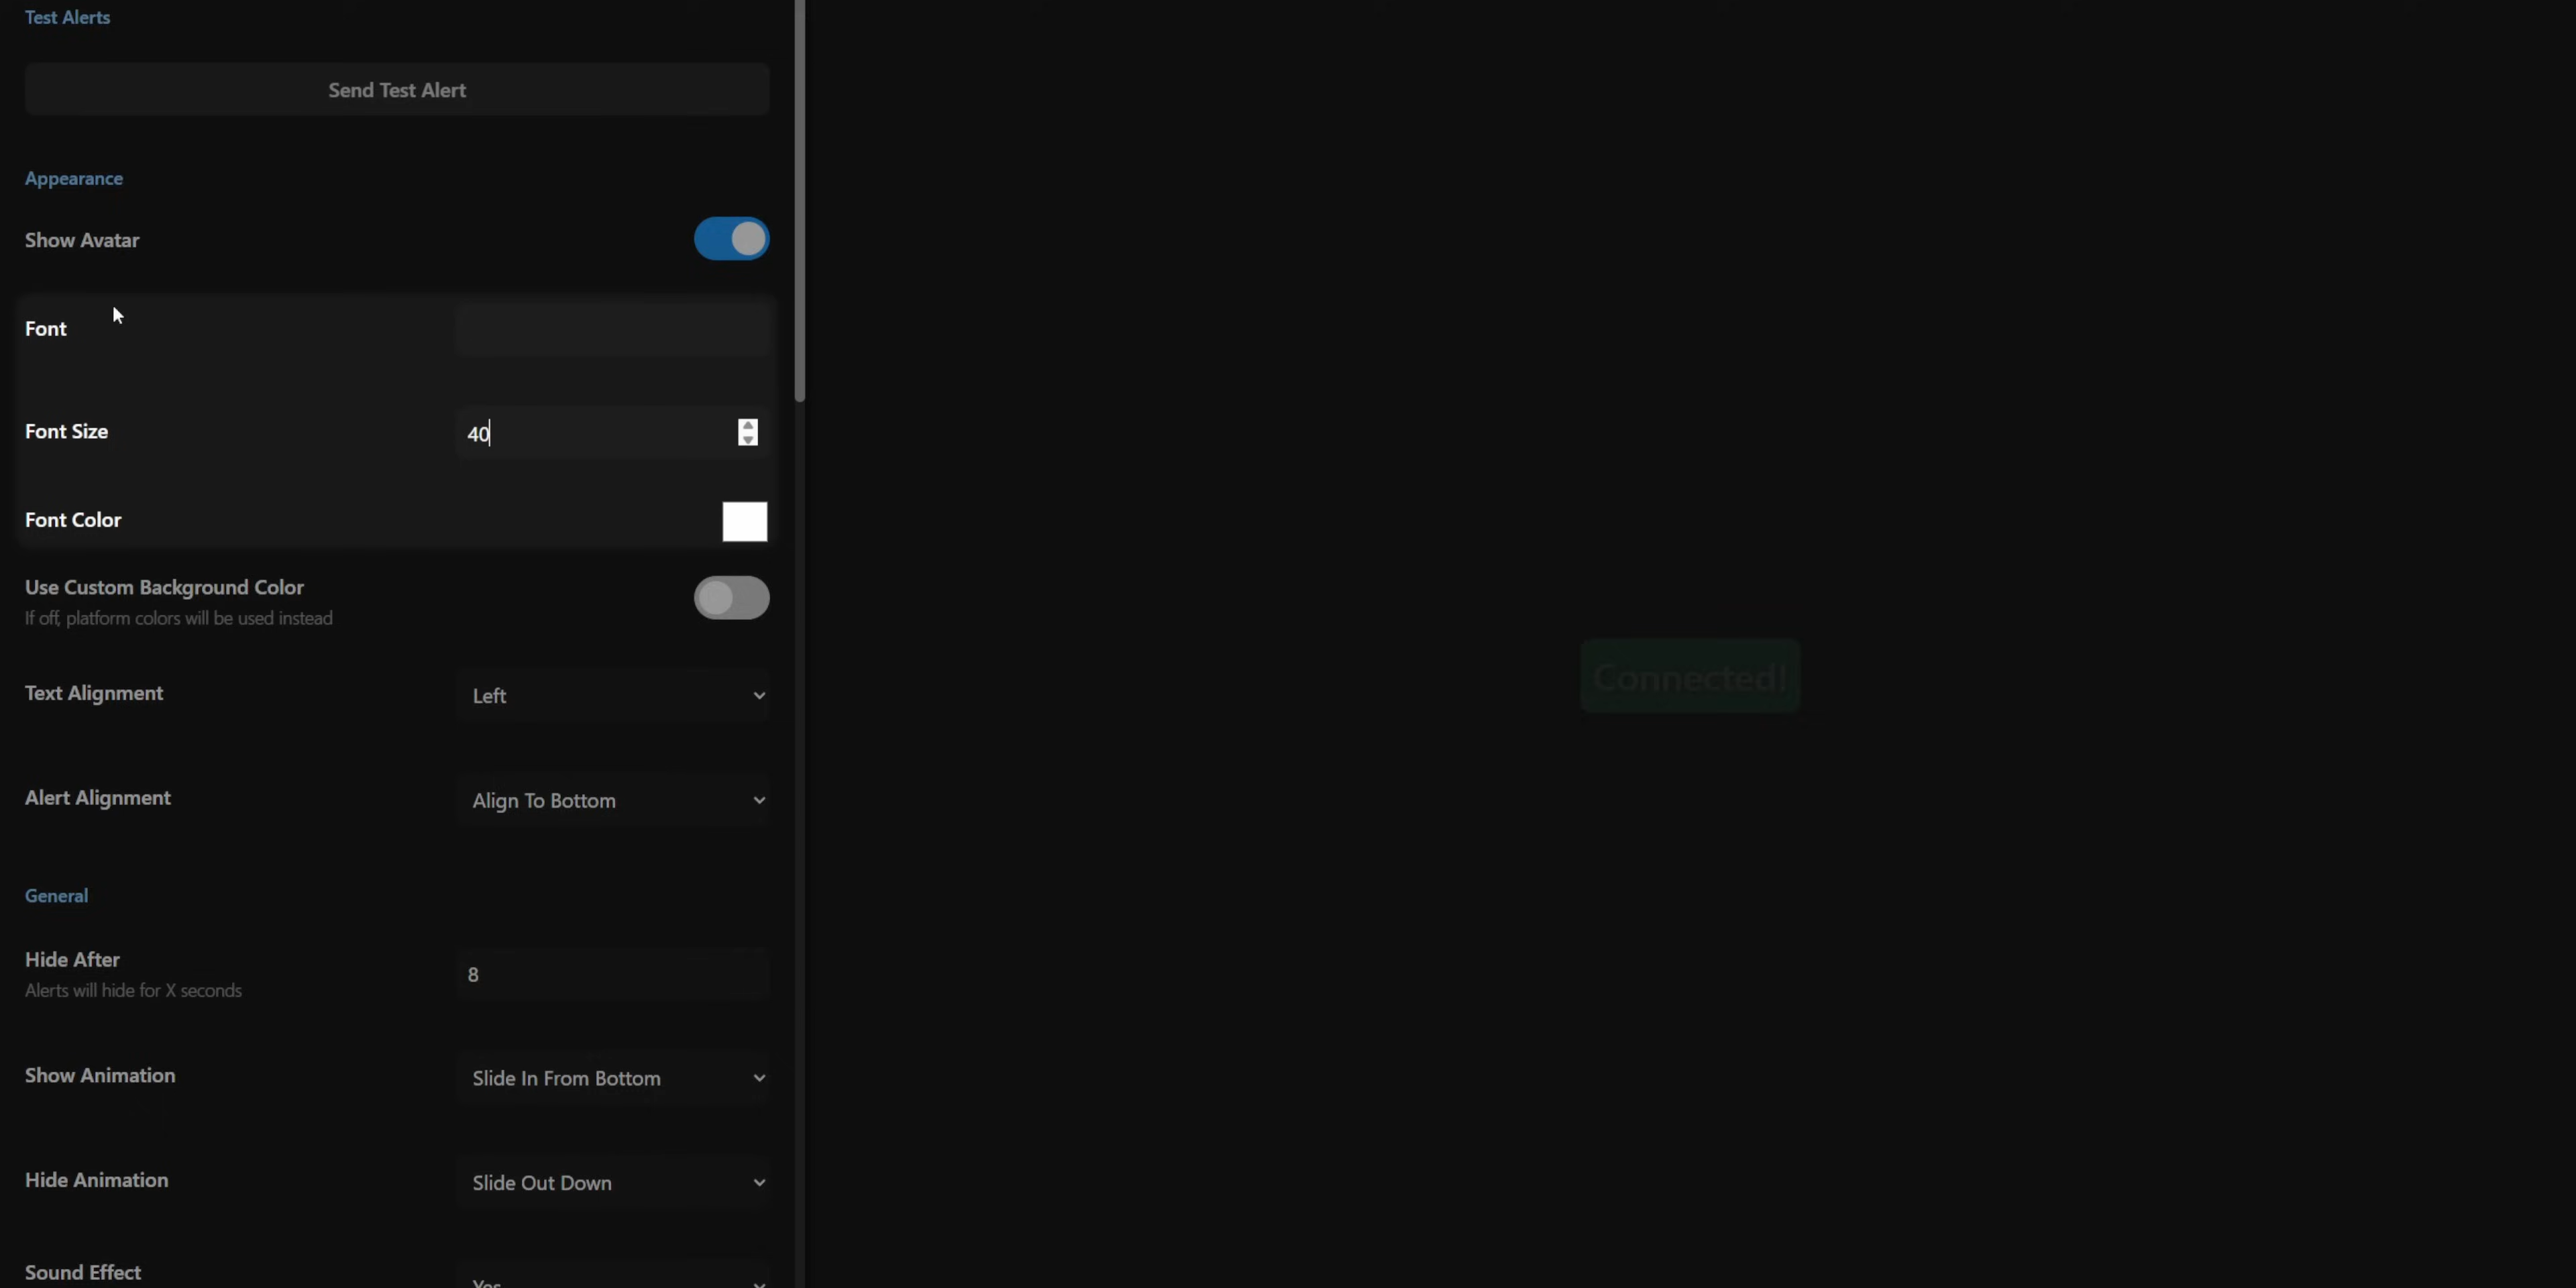 Test Alerts
Send Test Alert
Appearance
Show Avatar
Font
Font Size
40
Font Color
Use Custom Background Color
If off, platform colors will be used instead
Text Alignment
Left
Alert Alignment
Align To Bottom
General
Hide After
8
Alerts will hide for X seconds
Show Animation
Slide In From Bottom
Hide Animation
Slide Out Down
Sound Effect
Yes
Connected!